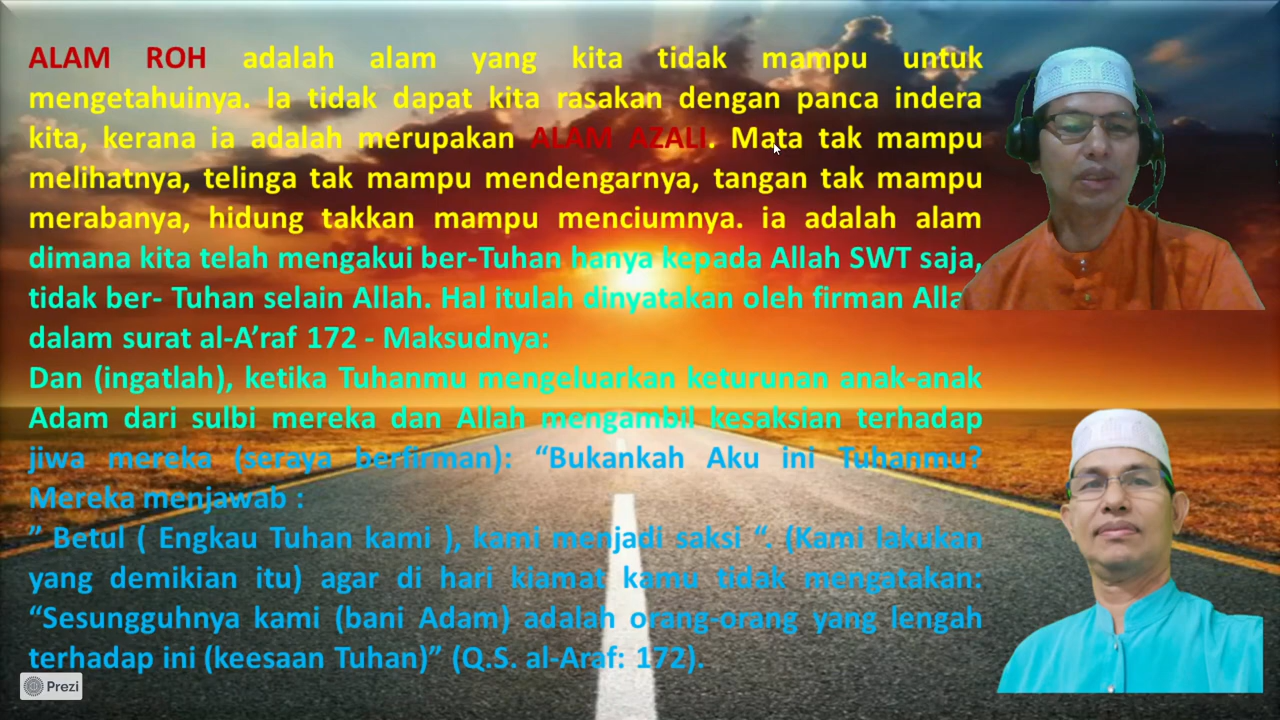 ALAM ROH adalah alam yang kita tidak mampu untuk
mengetahuinya. Ia tidak dapat kita rasakan dengan panca indera
kita, kerana ia adalah merupakan ALAM AZALI. Mata tak mampu
melihatnya, telinga tak mampu mendengarnya, tangan tak mampu
merabanya, hidung takkan mampu menciumnya. ia adalah alam
dimana kita telah mengakui ber-Tuhan hanya kepada Allah SWT saja,
tidak ber- Tuhan selain Allah. Hal itulah dinyatakan oleh firman Alla
dalam surat al-A’raf 172 - Maksudnya:
Dan (ingatlah), ketika Tuhanmu mengeluarkan keturunan anak-anak
Adam dari sulbi mereka dan Allah mengambil kesaksian terhadap
jiwa mereka (seraya berfirman): “Bukankah Aku ini Tuhanmu?
Mereka menjawab :
” Betul ( Engkau Tuhan kami ), kami menjadi saksi “. (Kami lakukan
yang demikian itu) agar di hari kiamat kamu tidak mengatakan:
“Sesungguhnya kami (bani Adam) adalah orang-orang yang lengah
terhadap ini (keesaan Tuhan)” (Q.S. al-Araf: 172).
Prezi